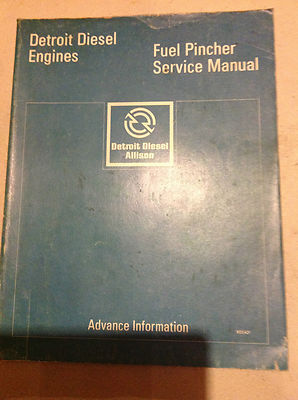 Detroit Diesel
Engines
Fuel Pincher
Service Manual
Detroit Diesel
Allison
Advance Information